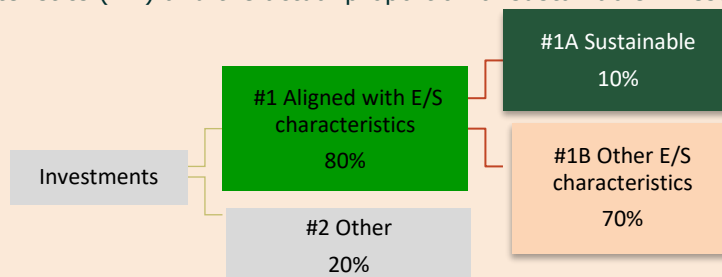 #1A Sustainable
10%
#1 Aligned with E/S
characteristics
80%
#1B Other E/S
characteristics
70%
Investments
#2 Other
20%